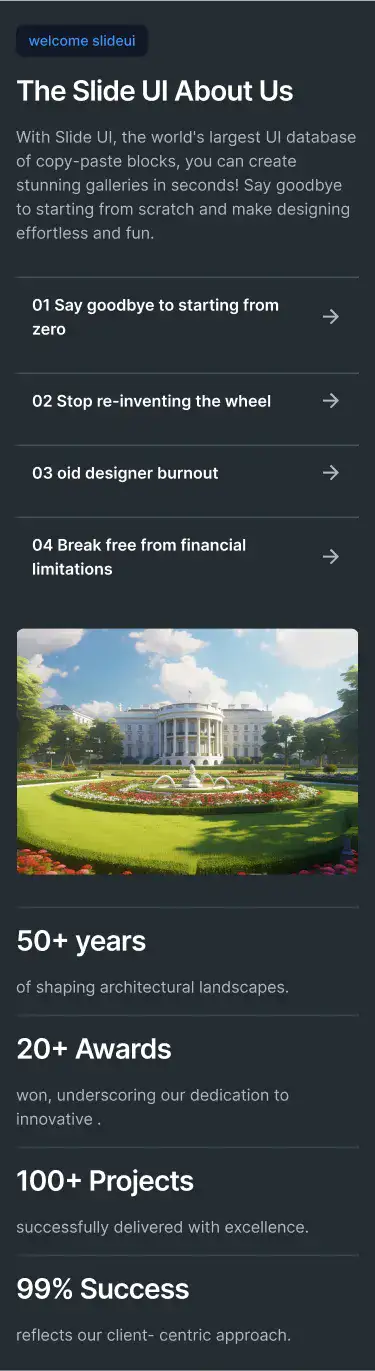 welcome slideui
The Slide UI About Us
With Slide UI, the world's largest UI database
of copy-paste blocks, you can create
stunning galleries in seconds! Say goodbye
to starting from scratch and make designing
effortless and fun.
01 Say goodbye to starting from
zero
02 Stop re-inventing the wheel
03 oid designer burnout
04 Break free from financial
limitations
50+ years
of shaping architectural landscapes.
20+ Awards
won, underscoring our dedication to
innovative .
100+ Projects
successfully delivered with excellence.
99% Success
reflects our client- centric approach.